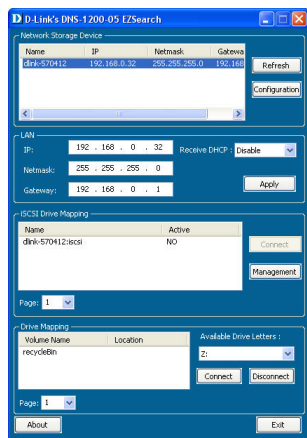 D-Link's DNS-1200-05 EZSearch
Network Storage Device
Name IP Netmask Gatewa
dlink-570412 192.168.0.32 255.255.255.0 192.168
Refresh
Configuration
LAN
IP: 192 . 168 . 0 . 32 Receive DHCP : Disable
Netmask: 255 . 255 . 255 . 0
Gateway: 192 . 168 . 0 . 1
Apply
iSCSI Drive Mapping
Name Active
dlink-570412:iscsi NO
Connect
Management
Page: 1
Drive Mapping
Volume Name Location
recycleBin
Available Drive Letters :
Z:
Connect Disconnect
Page: 1
About Exit